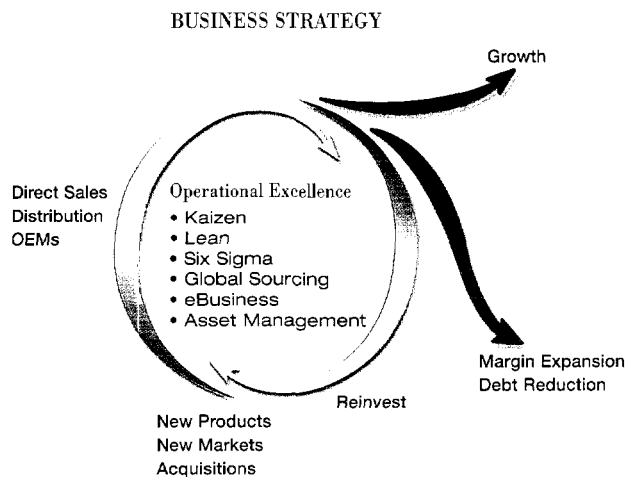 BUSINESS STRATEGY
Growth
Direct Sales
Distribution
OEMs
Operational Excellence
• Kaizen
• Lean
• Six Sigma
• Global Sourcing
• eBusiness
• Asset Management
Margin Expansion
Debt Reduction
Reinvest
New Products
New Markets
Acquisitions